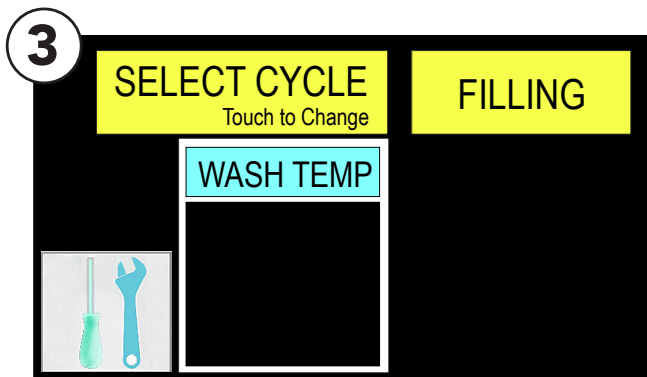 3
SELECT CYCLE
Touch to Change
FILLING
WASH TEMP